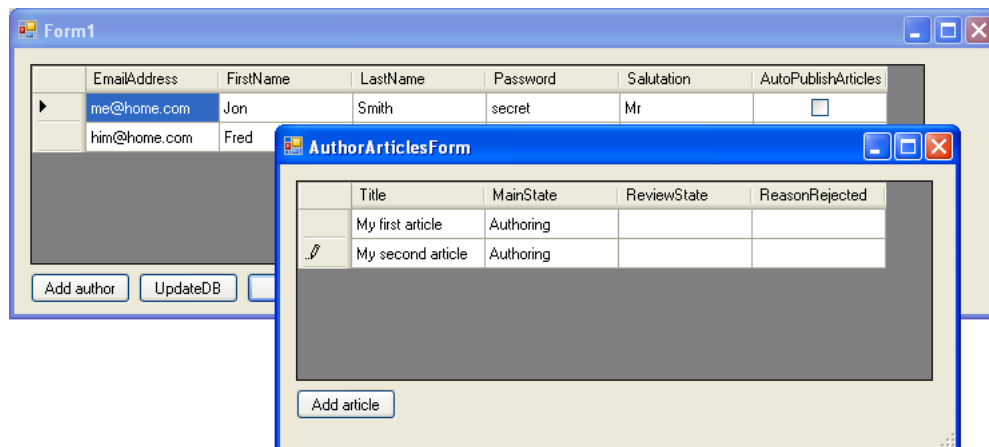 Form1
EmailAddress FirstName LastName Password Salutation AutoPublishArticles
me@home.com Jon Smith secret Mr
him@home.com Fred
Add author UpdateDB
AuthorArticlesForm
Title MainState ReviewState ReasonRejected
My first article Authoring
My second article Authoring
Add article